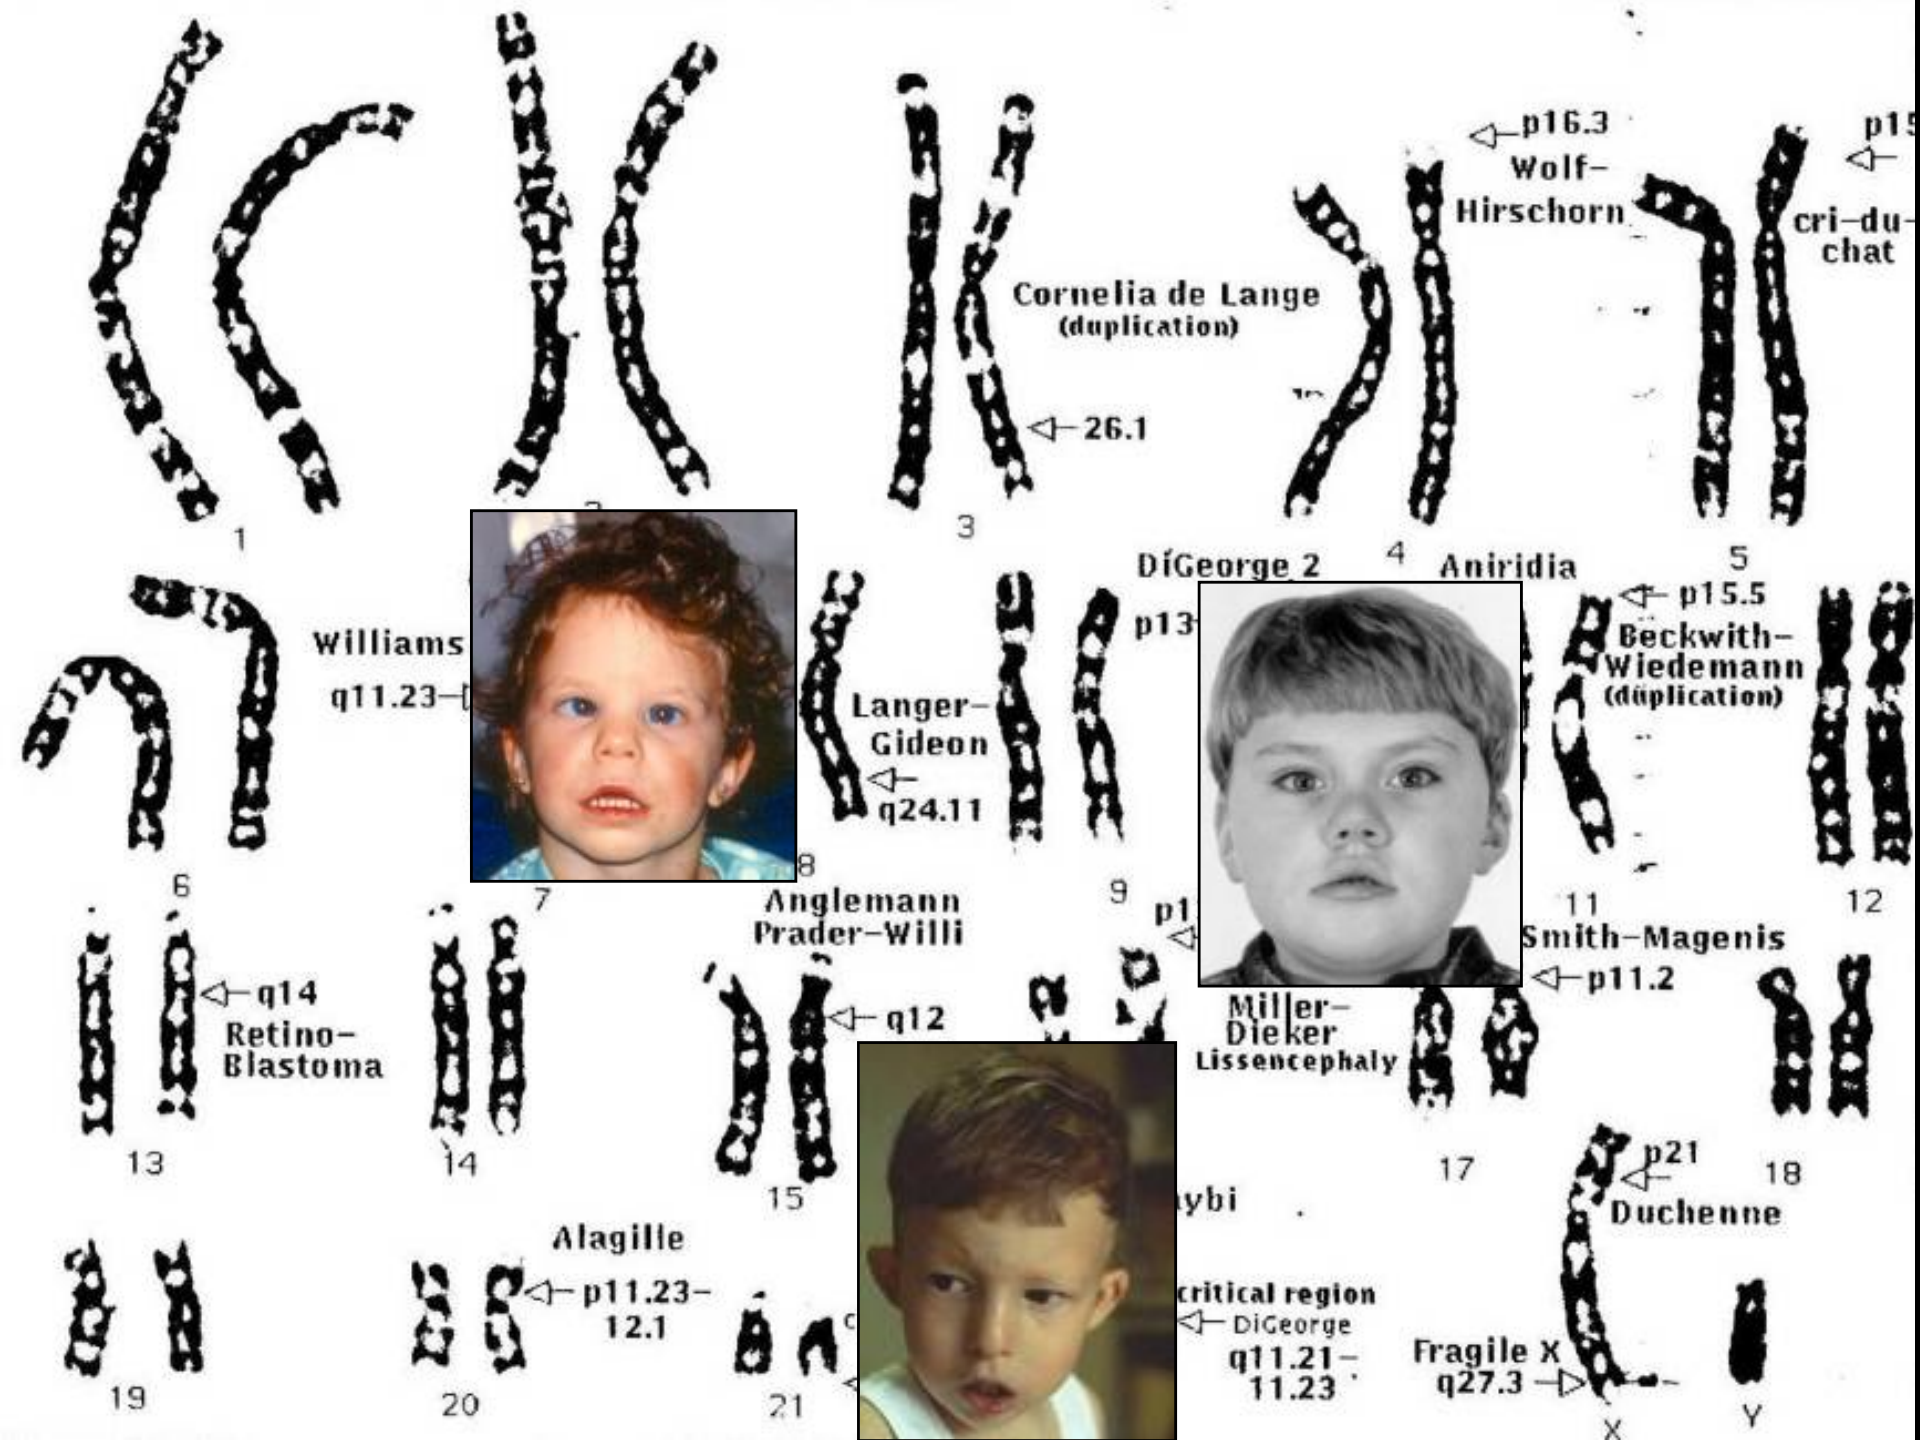 p16.3
Wolf-
Hirschorn
cri-du-
chat
Cornelia de Lange
(duplication)
26.1
1
3
4
5
DiGeorge 2
Aniridia
p15.5
Beckwith-
Wiedemann
(duplication)
Williams
q11.23
p13
Langer-
Gideon
q24.11
6
7
8
9
11
12
Anglemann
Prader-Willi
q12
Smith-Magenis
p11.2
q14
Retino-
Blastoma
Miller-
Dieker
Lissencephaly
13
14
15
17
18
p21
Duchenne
Alagille
p11.23-
12.1
critical region
DiGeorge
q11.21-
11.23
Fragile X
q27.3
19
20
21
X
Y